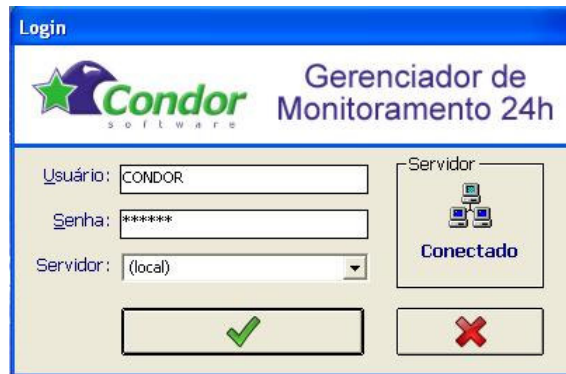 Login
Condor
software
Gerenciador de
Monitoramento 24h
Usuário: CONDOR
Senha: ******
Servidor: (local)
Servidor
Conectado